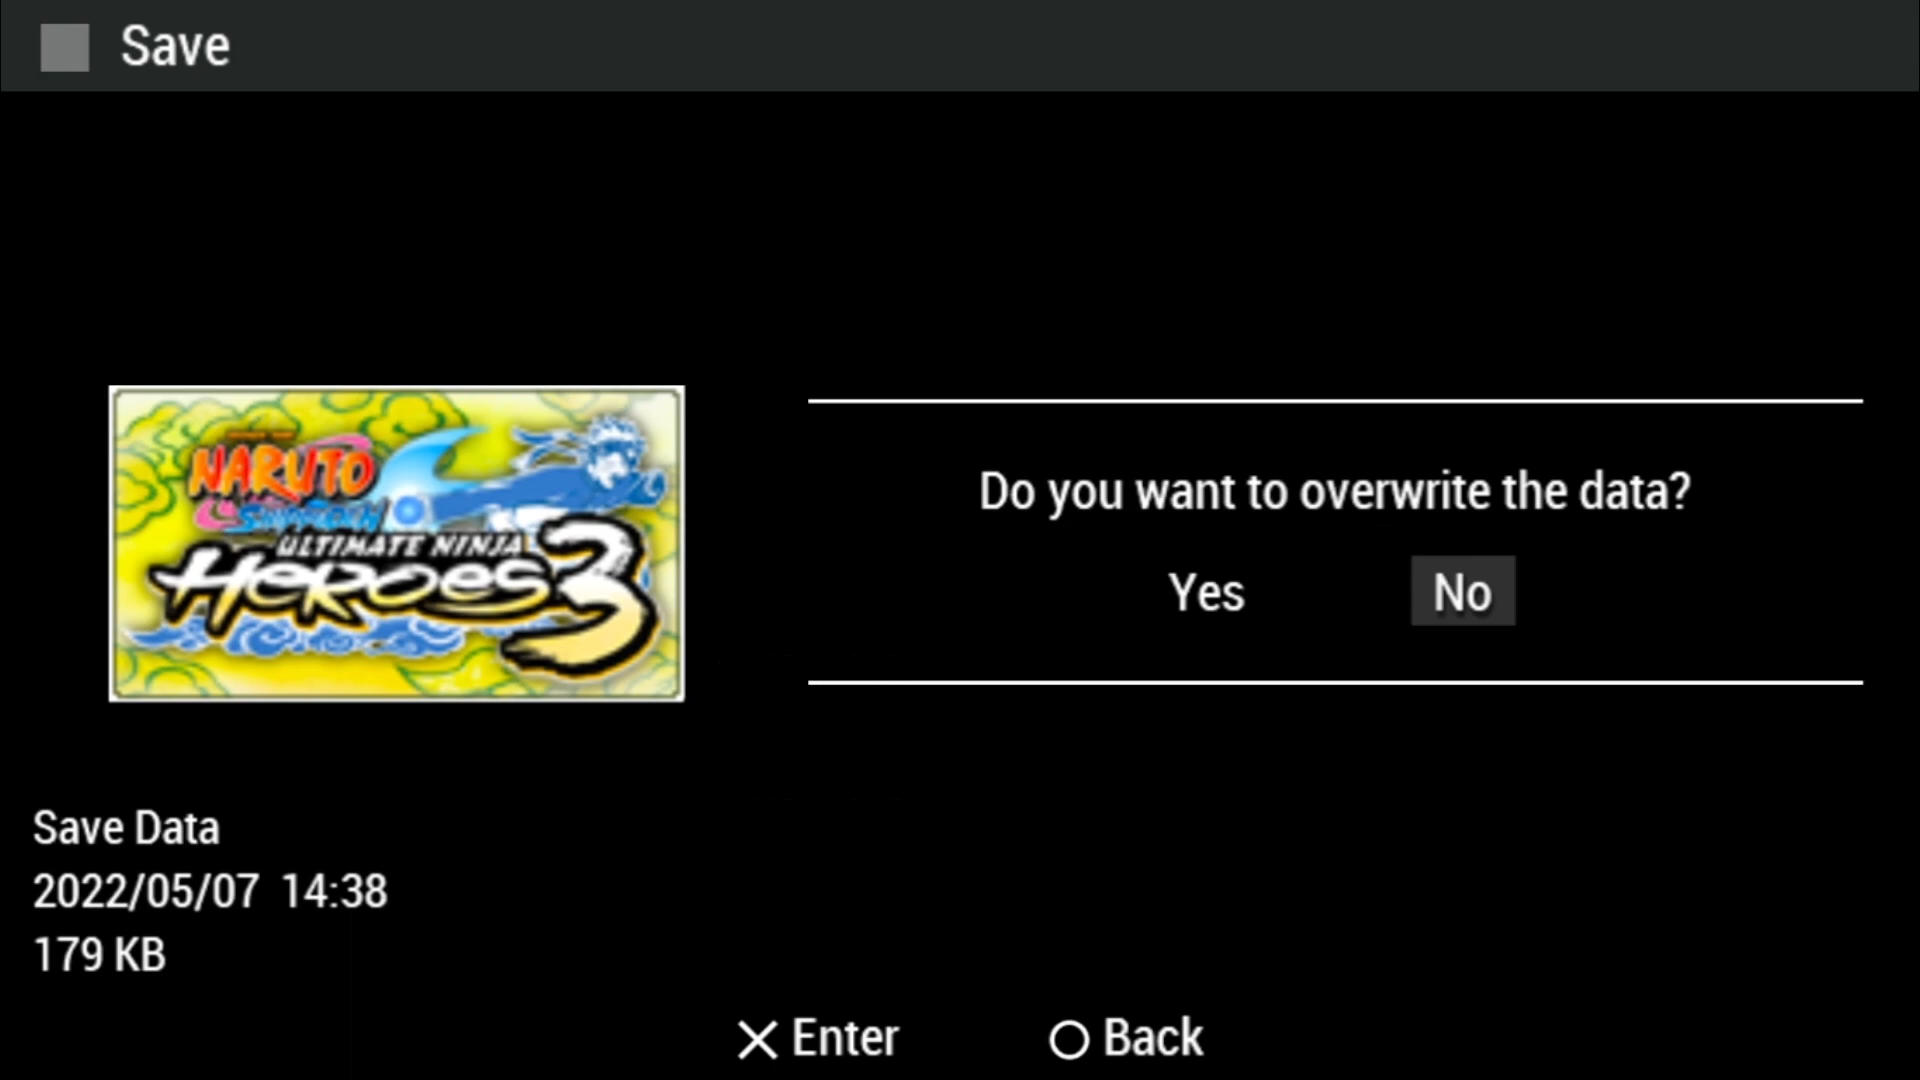 Save
NARUTO
SHIPPUDEN
ULTIMATE NINJA
HEROES 3
Do you want to overwrite the data?
Yes
No
Save Data
2022/05/07 14:38
179 KB
Enter
Back